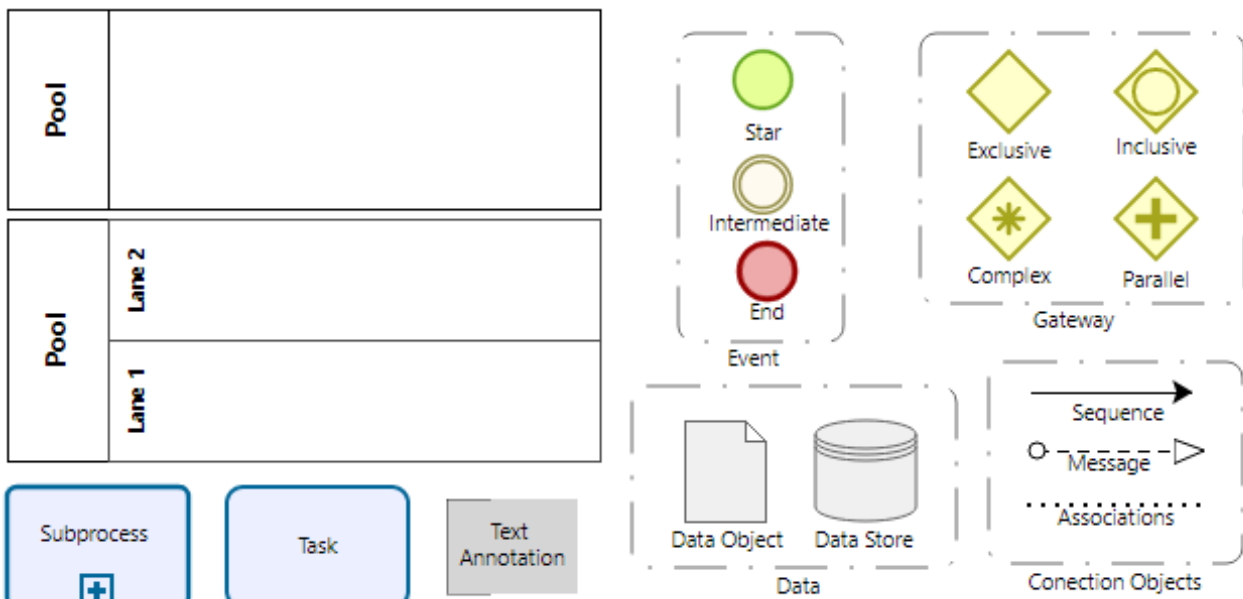 Pool
Pool
Lane 2
Lane 1
Subprocess
Task
Text
Annotation
Star
Intermediate
End
Event
Exclusive
Inclusive
Complex
Parallel
Gateway
Data Object
Data Store
Data
Sequence
Message
Associations
Conection Objects